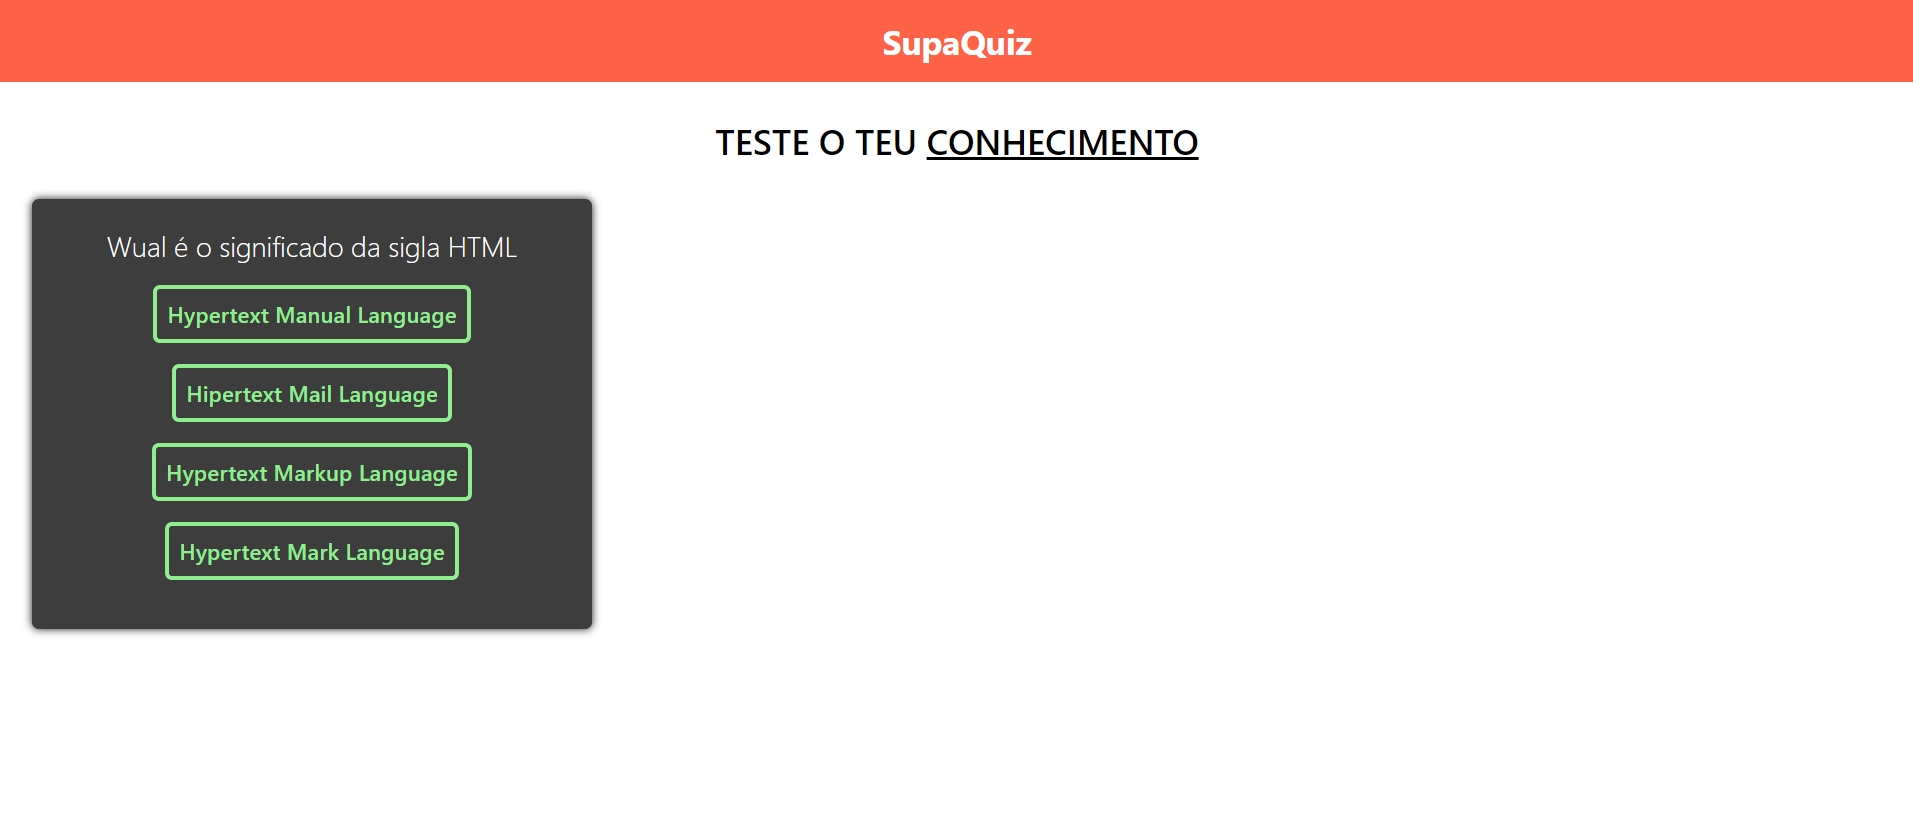 SupaQuiz
TESTE O TEU CONHECIMENTO
Wual é o significado da sigla HTML
Hypertext Manual Language
Hipertext Mail Language
Hypertext Markup Language
Hypertext Mark Language